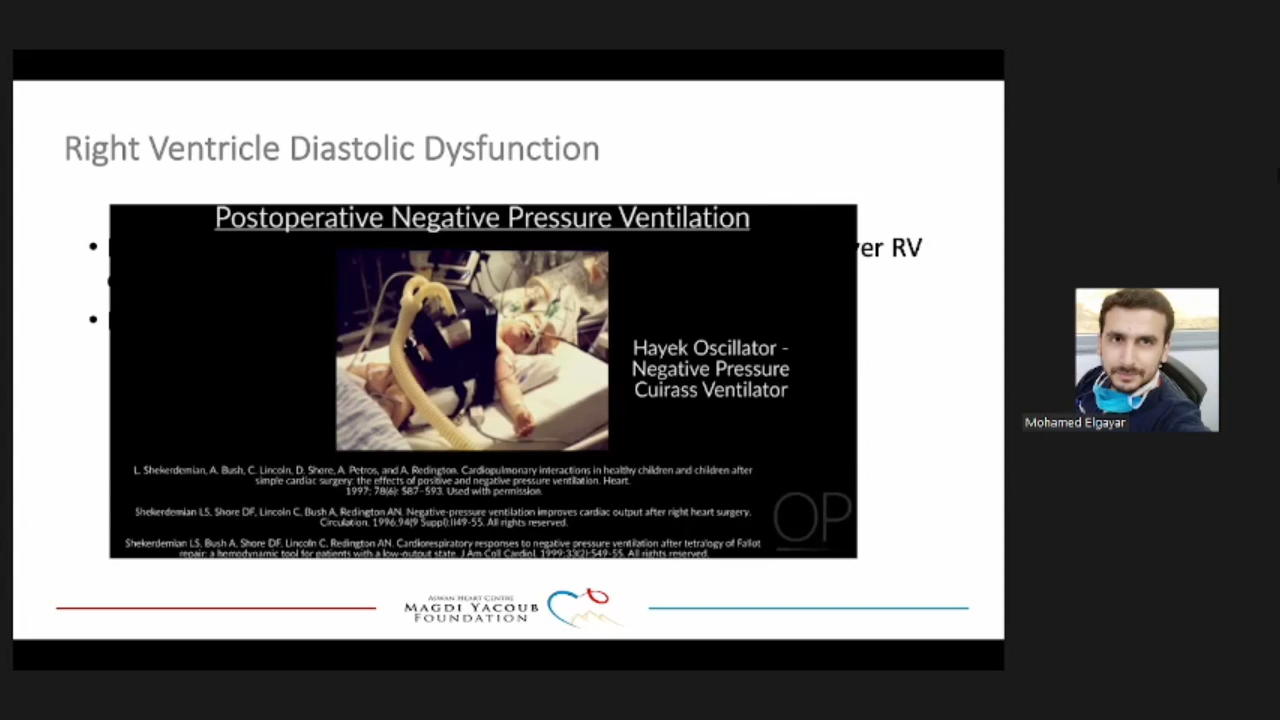 Right Ventricle Diastolic Dysfunction
Postoperative Negative Pressure Ventilation
RV
Hayek Oscillator -
Negative Pressure
Cuirass Ventilator
L. Shekerdemian, A. Bush, C. Lincoln, D. Shore, A. Petros, and A. Redington. Cardiopulmonary interactions in healthy children and children after
simple cardiac surgery: the effects of positive and negative pressure ventilation. Heart.
1997; 78(6): 587–593. Used with permission.
Shekerdemian LS, Shore DF, Lincoln C, Bush A, Redington AN. Negative-pressure ventilation improves cardiac output after right heart surgery.
Circulation. 1996;94(9 Suppl):II49-55. All rights reserved.
Shekerdemian LS, Bush A, Shore DF, Lincoln C, Redington AN. Cardiorespiratory responses to negative pressure ventilation after tetralogy of Fallot
repair: a hemodynamic tool for patients with a low-output state. J Am Coll Cardiol. 1999;33(2):549-55. All rights reserved.
OP
ASWAN HEART CENTRE
MAGDI YACOUB
FOUNDATION
Mohamed Elgayar